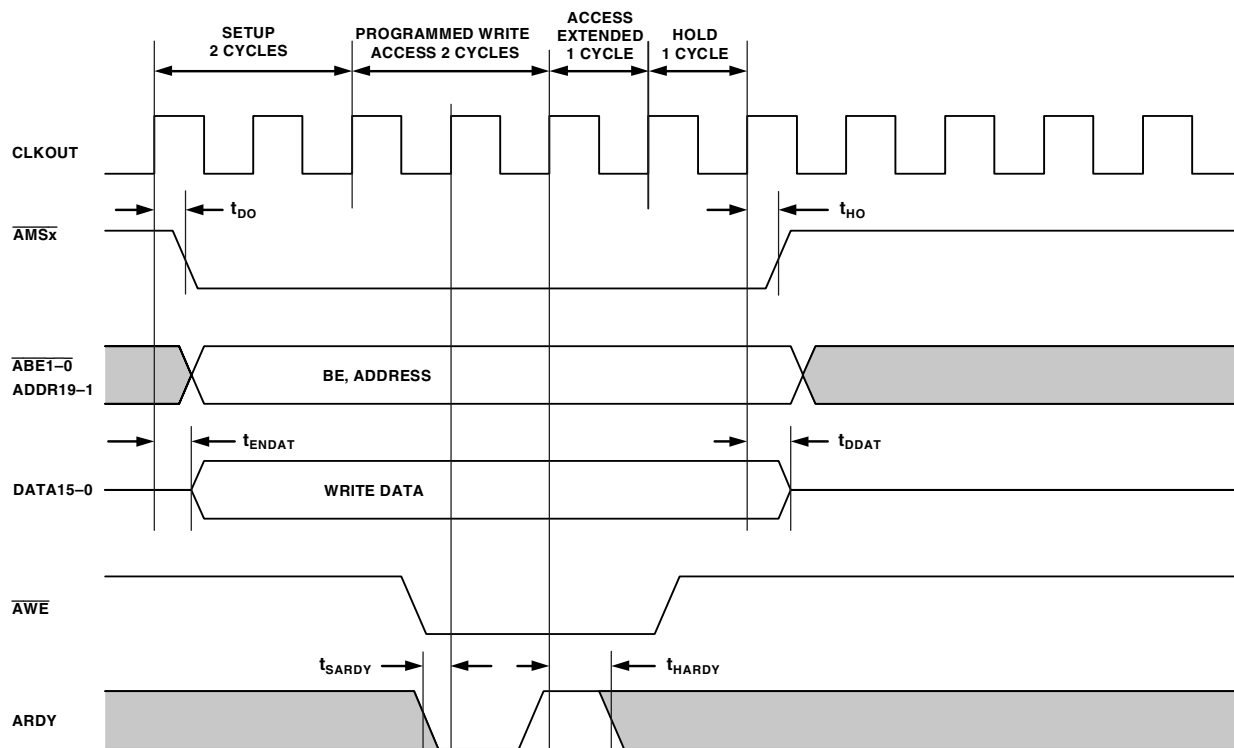 SETUP
2 CYCLES
PROGRAMMED WRITE
ACCESS 2 CYCLES
ACCESS
EXTENDED
1 CYCLE
HOLD
1 CYCLE
CLKOUT
tDO
tHO
AMSx
ABE1–0
ADDR19–1
BE, ADDRESS
tENDAT
tDDAT
DATA15–0
WRITE DATA
AWE
tSARDY
tHARDY
ARDY